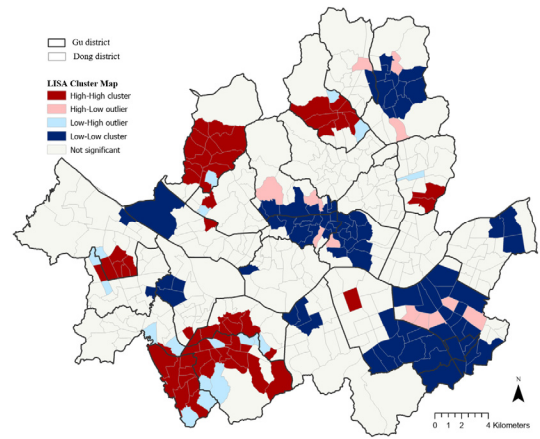 Gu district
Dong district
LISA Cluster Map
High-High cluster
High-Low outlier
Low-High outlier
Low-Low cluster
Not significant
N
0 1 2 4 Kilometers